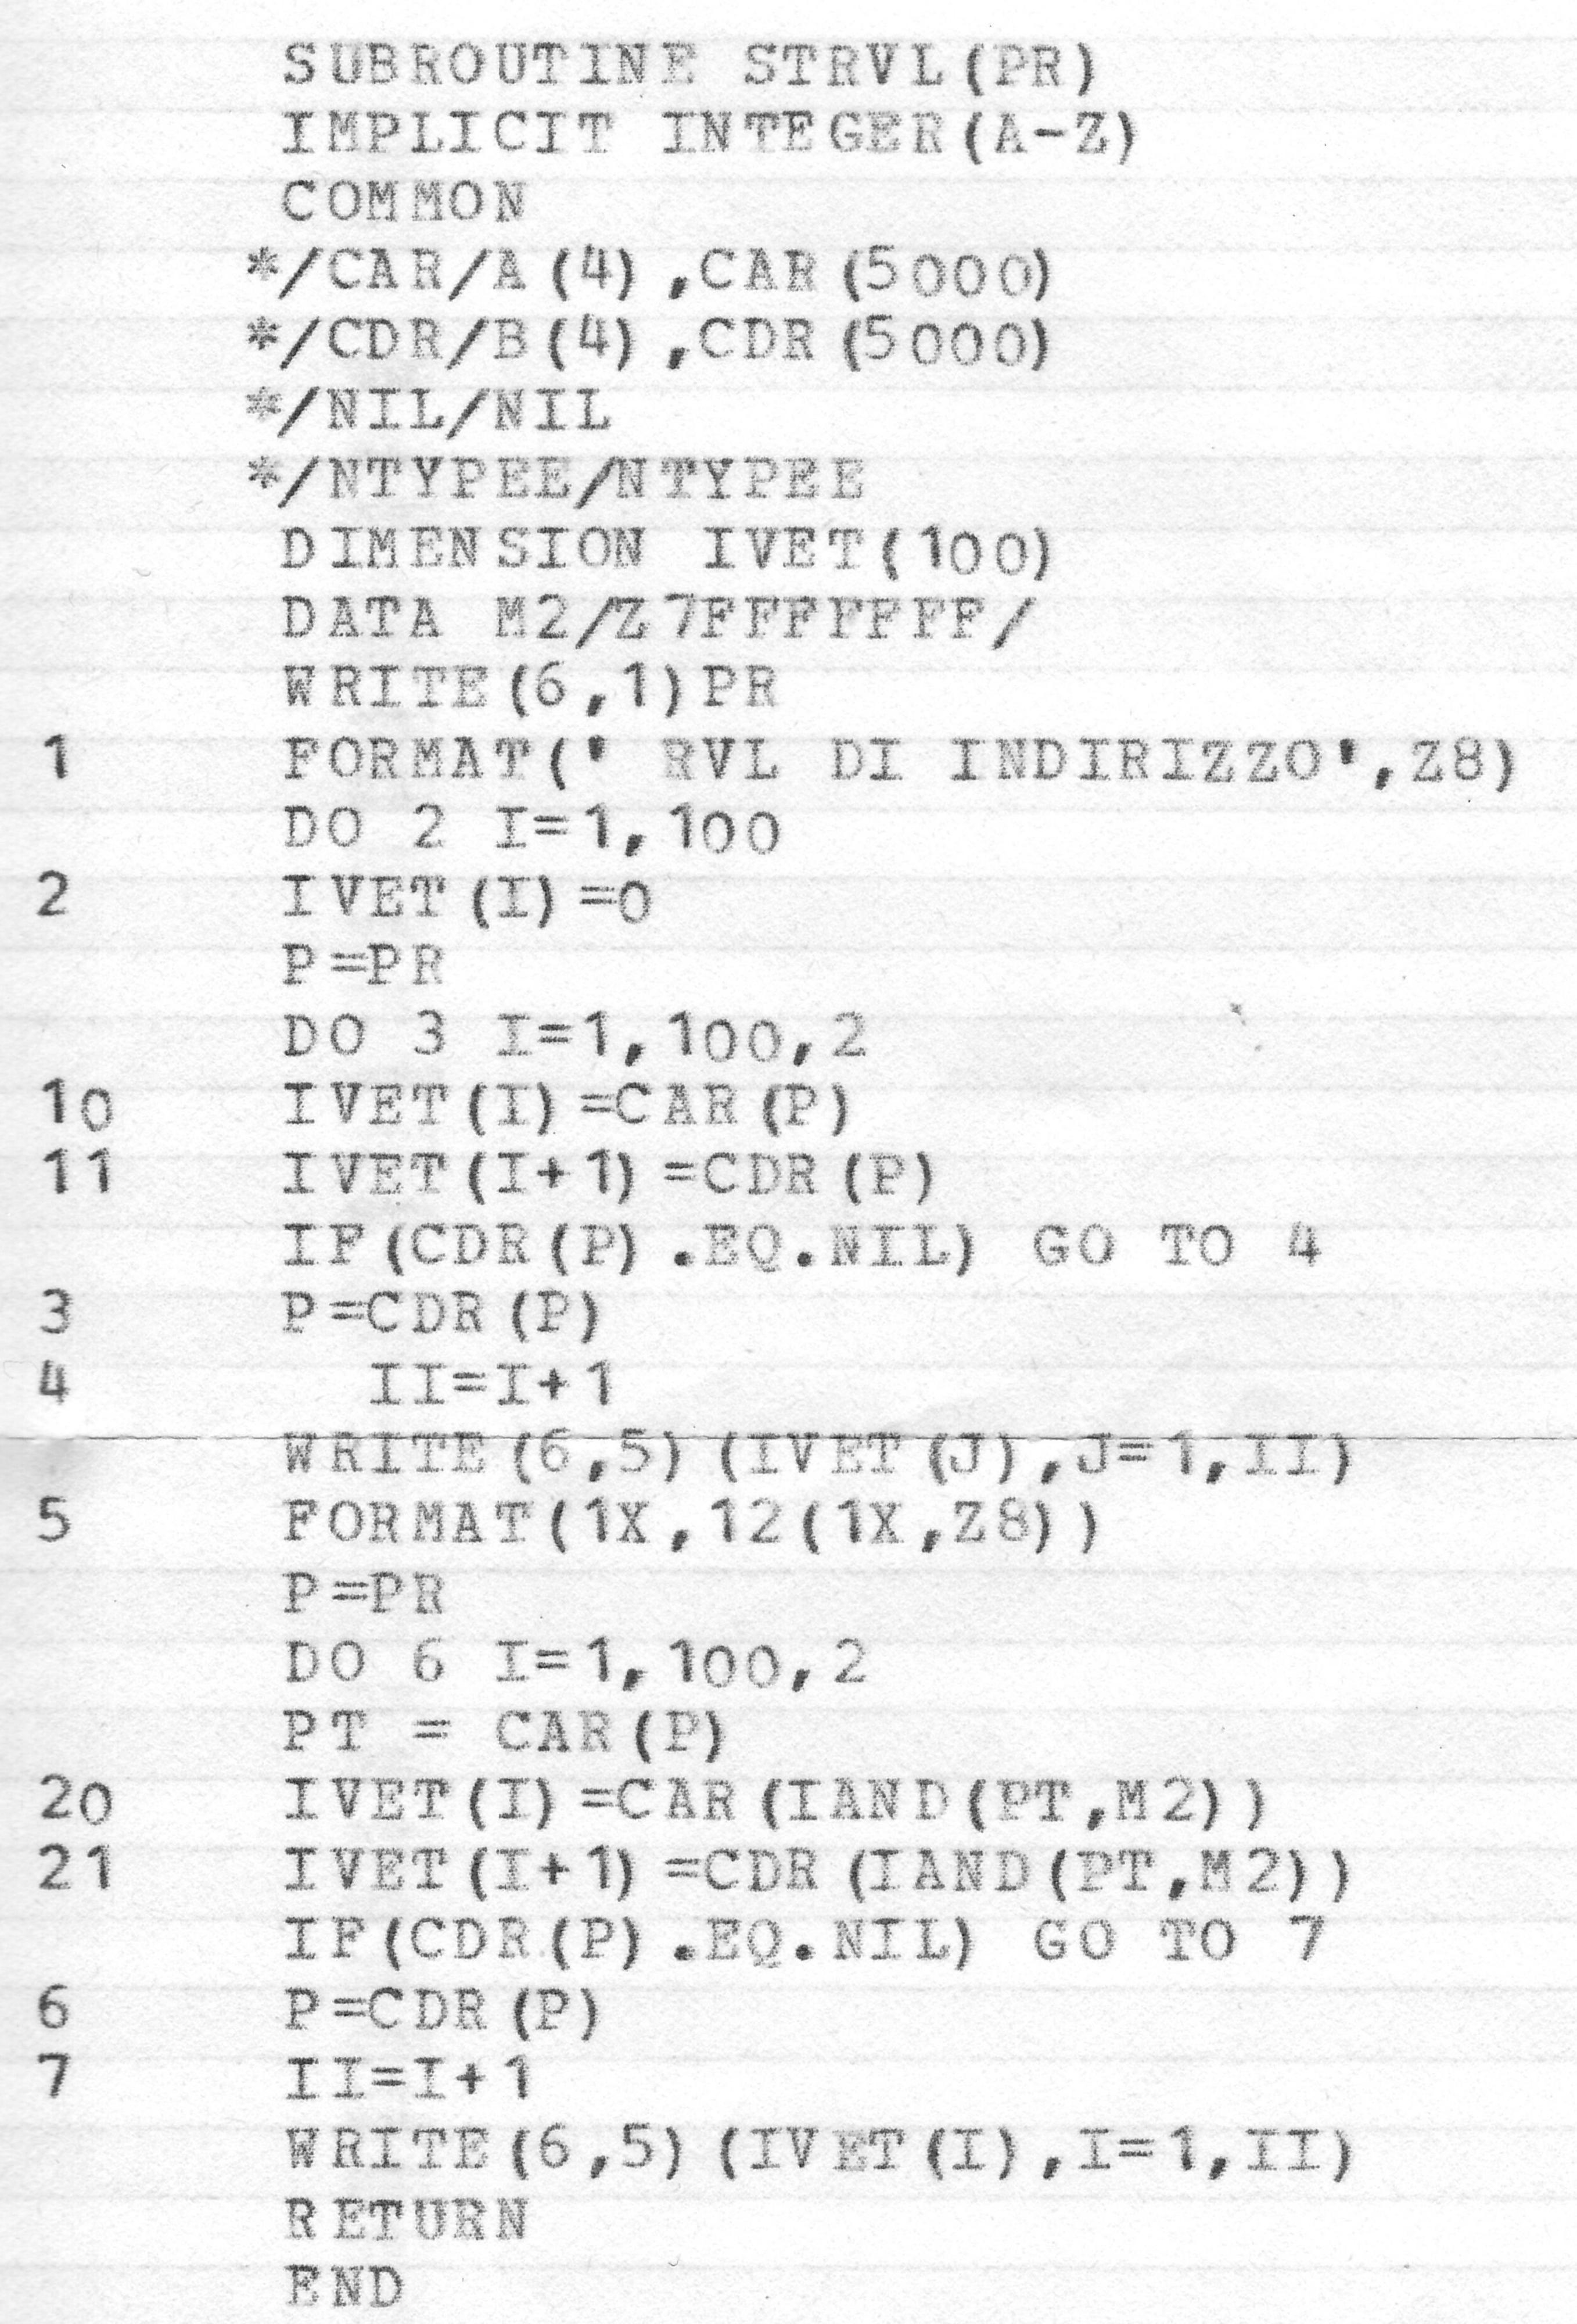 SUBROUTINE STRVL(PR)
IMPLICIT INTEGER(A-Z)
COMMON
*/CAR/A(4),CAR(5000)
*/CDR/B(4),CDR(5000)
*/NIL/NIL
*/NTYPEE/NTYPEE
DIMENSION IVET(100)
DATA M2/Z7FFFFFFF/
WRITE(6,1)PR
1 FORMAT(' RVL DI INDIRIZZO',Z8)
DO 2 I=1,100
2 IVET(I)=0
P=PR
DO 3 I=1,100,2
10 IVET(I)=CAR(P)
11 IVET(I+1)=CDR(P)
IF(CDR(P).EQ.NIL) GO TO 4
3 P=CDR(P)
4 II=I+1
WRITE(6,5)(IVET(J),J=1,II)
5 FORMAT(1X,12(1X,Z8))
P=PR
DO 6 I=1,100,2
PT = CAR(P)
20 IVET(I)=CAR(IAND(PT,M2))
21 IVET(I+1)=CDR(IAND(PT,M2))
IF(CDR(P).EQ.NIL) GO TO 7
6 P=CDR(P)
7 II=I+1
WRITE(6,5)(IVET(I),I=1,II)
RETURN
END